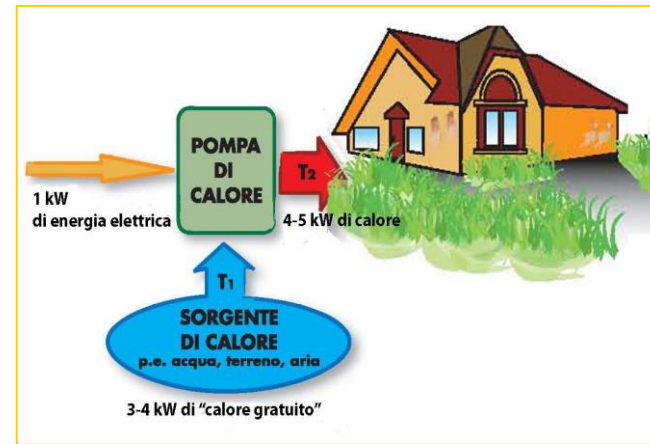 POMPA
DI
CALORE
T2
1 kW
di energia elettrica
4-5 kW di calore
T1
SORGENTE
DI CALORE
p.e. acqua, terreno, aria
3-4 kW di “calore gratuito”